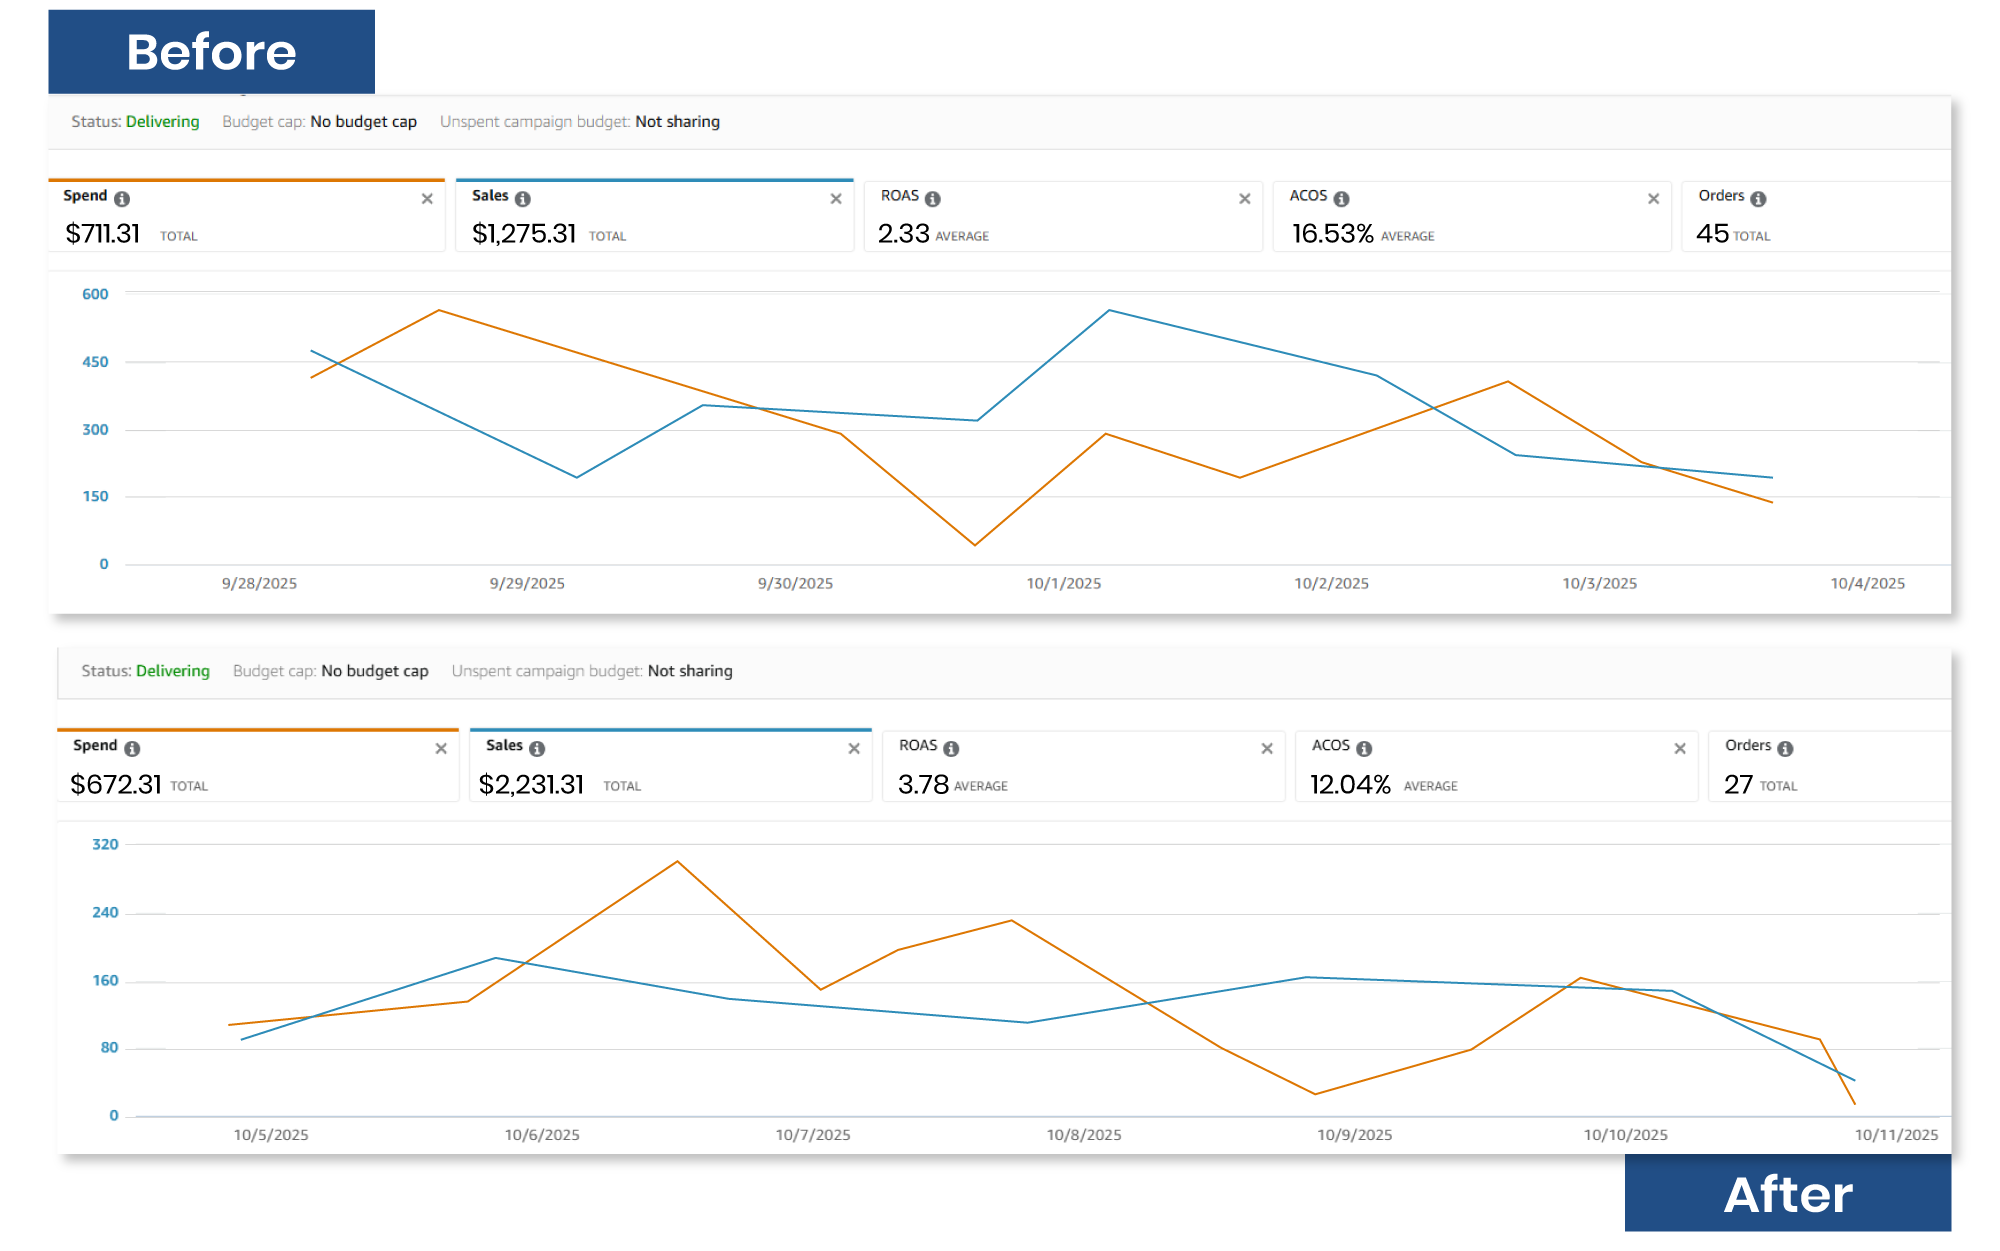 Before
Status: Delivering Budget cap: No budget cap Unspent campaign budget: Not sharing
Spend Sales ROAS ACOS Orders
$711.31 TOTAL $1,275.31 TOTAL 2.33 AVERAGE 16.53% AVERAGE 45 TOTAL
600
450
300
150
0
9/28/2025 9/29/2025 9/30/2025 10/1/2025 10/2/2025 10/3/2025 10/4/2025
Status: Delivering Budget cap: No budget cap Unspent campaign budget: Not sharing
Spend Sales ROAS ACOS Orders
$672.31 TOTAL $2,231.31 TOTAL 3.78 AVERAGE 12.04% AVERAGE 27 TOTAL
320
240
160
80
0
10/5/2025 10/6/2025 10/7/2025 10/8/2025 10/9/2025 10/10/2025 10/11/2025
After